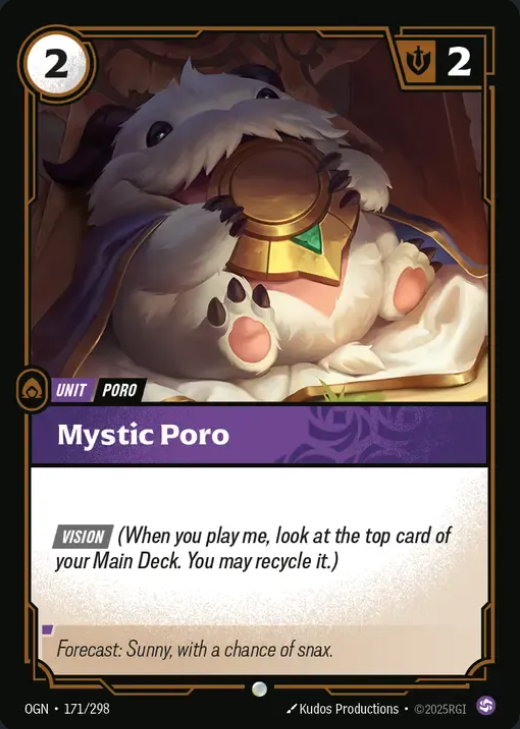 2
2
UNIT PORO
Mystic Poro
VISION (When you play me, look at the top card of
your Main Deck. You may recycle it.)
Forecast: Sunny, with a chance of snax.
OGN • 171/298 Kudos Productions • ©2025RGI